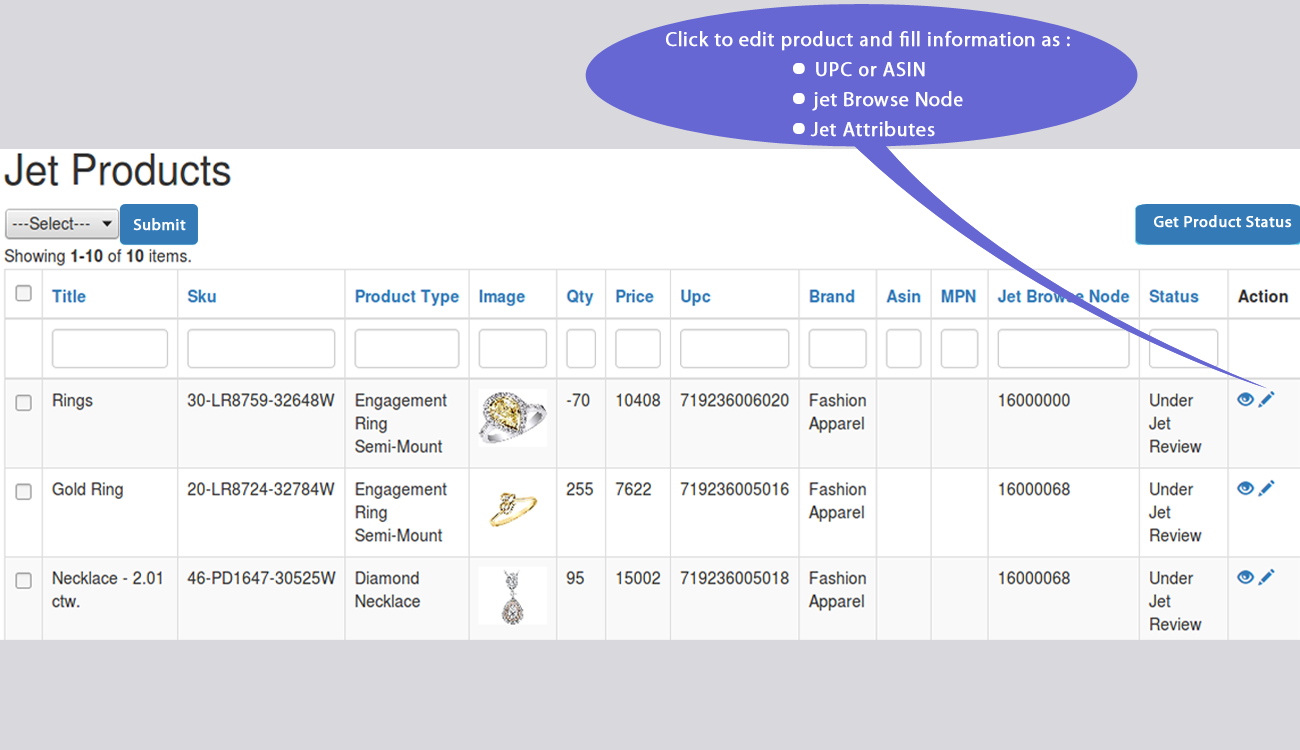 Click to edit product and fill information as :
UPC or ASIN
jet Browse Node
Jet Attributes
Jet Products
---Select--- Submit Get Product Status
Showing 1-10 of 10 items.
Title Sku Product Type Image Qty Price Upc Brand Asin MPN Jet Browse Node Status Action
Rings 30-LR8759-32648W Engagement -70 10408 719236006020 Fashion 16000000 Under
Ring Apparel Jet
Semi-Mount Review
Gold Ring 20-LR8724-32784W Engagement 255 7622 719236005016 Fashion 16000068 Under
Ring Apparel Jet
Semi-Mount Review
Necklace - 2.01 46-PD1647-30525W Diamond 95 15002 719236005018 Fashion 16000068 Under
ctw. Necklace Apparel Jet
Review